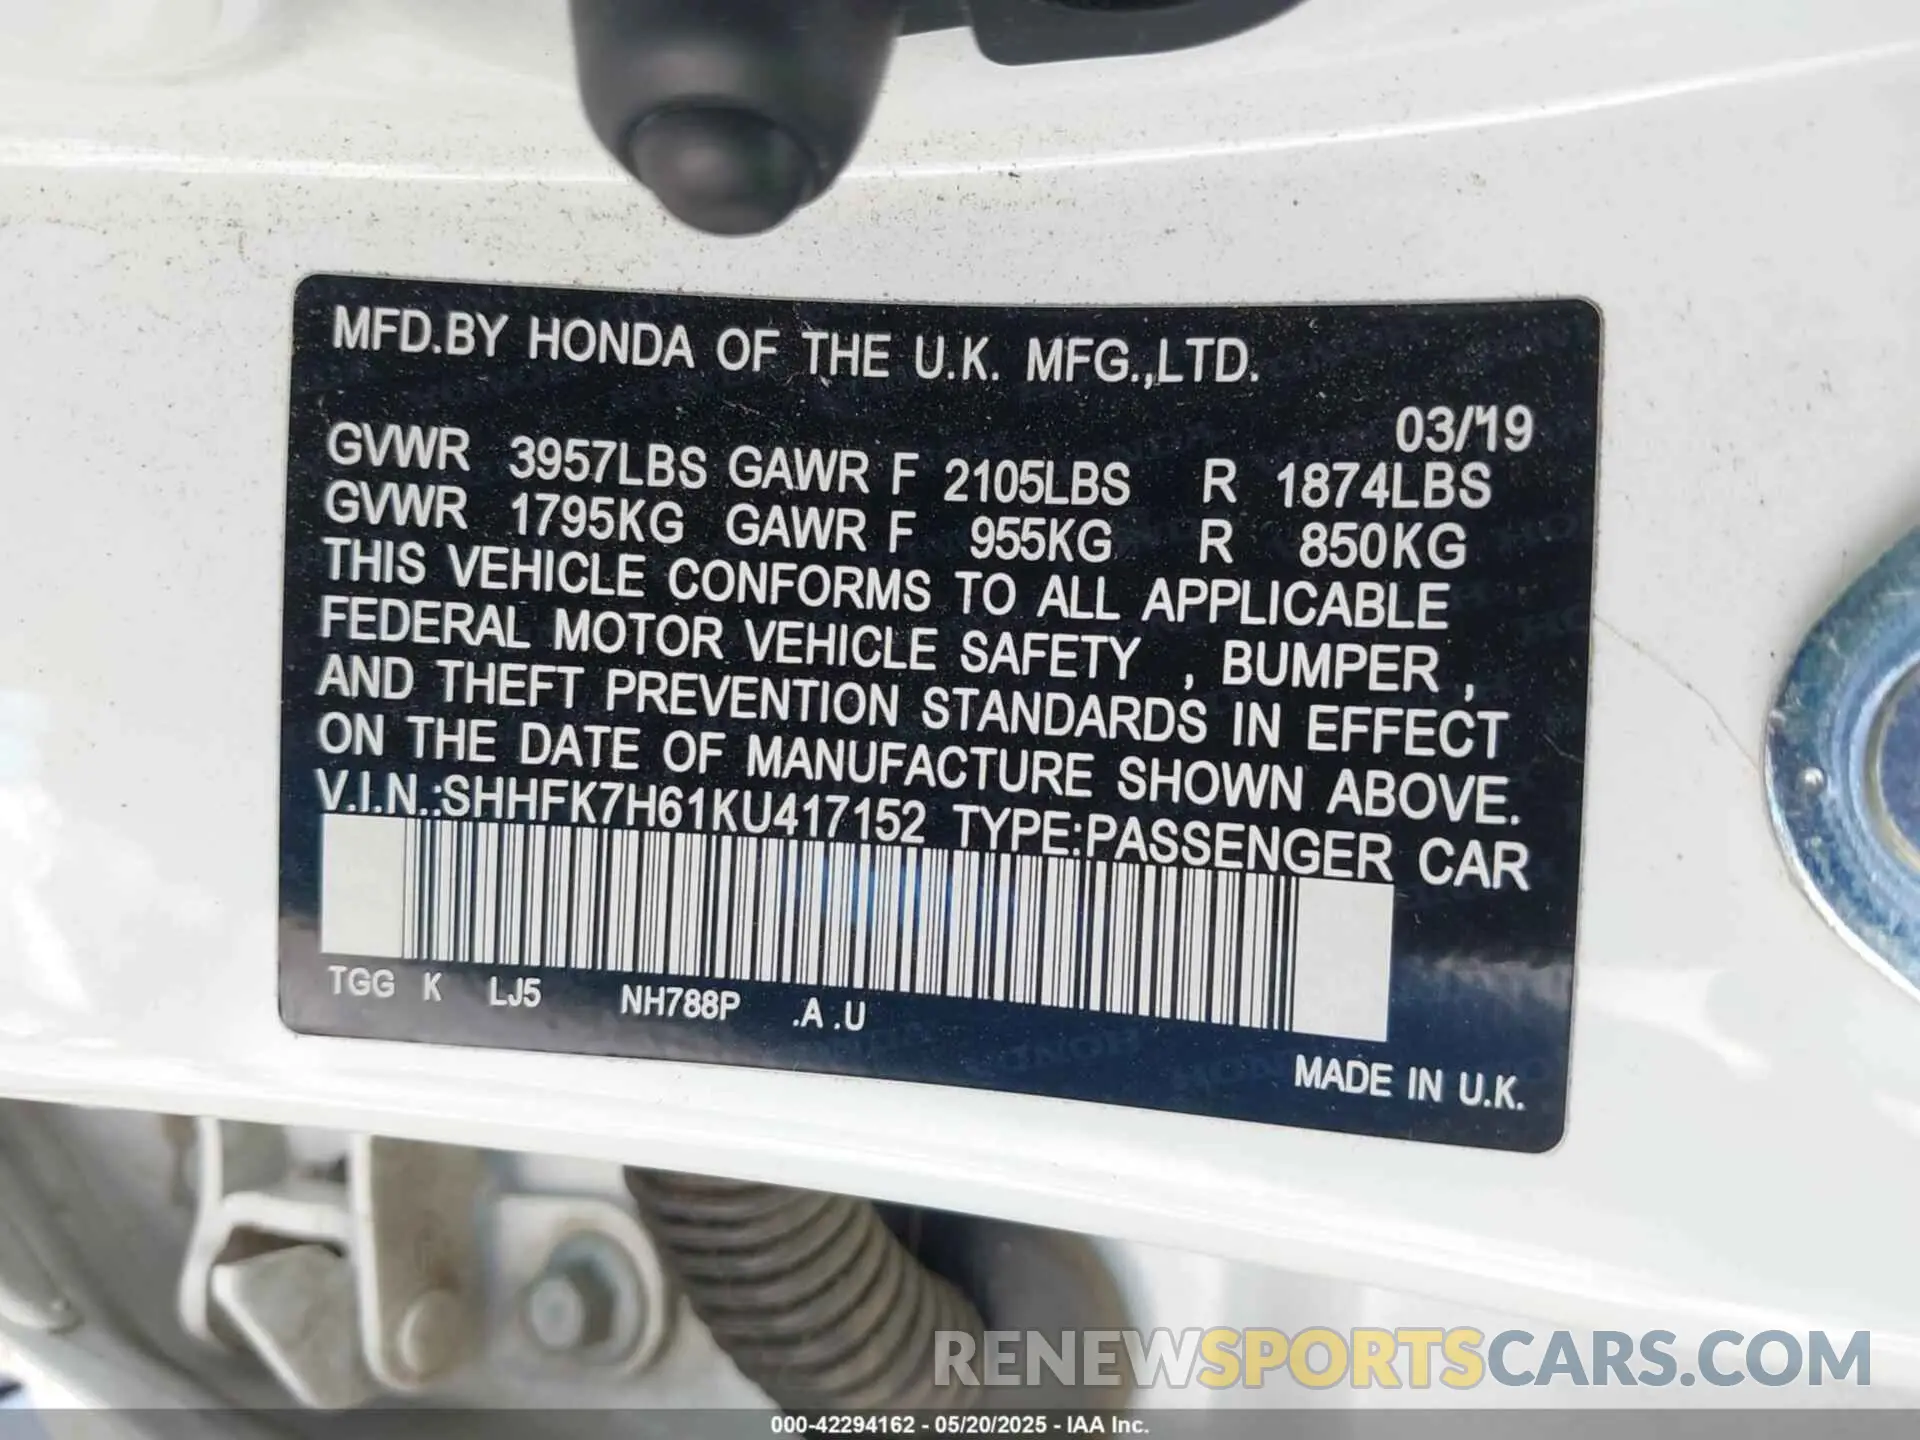 MFD.BY HONDA OF THE U.K. MFG.,LTD.
03/'19
GVWR 3957LBS GAWR F 2105LBS R 1874LBS
GVWR 1795KG GAWR F 955KG R 850KG
THIS VEHICLE CONFORMS TO ALL APPLICABLE
FEDERAL MOTOR VEHICLE SAFETY , BUMPER ,
AND THEFT PREVENTION STANDARDS IN EFFECT
ON THE DATE OF MANUFACTURE SHOWN ABOVE.
V.I.N.:SHHFK7H61KU417152 TYPE:PASSENGER CAR
TGG K LJ5 NH788P .A .U
MADE IN U.K.
RENEWSPORTSCARS.COM
000-42294162 - 05/20/2025 - IAA Inc.